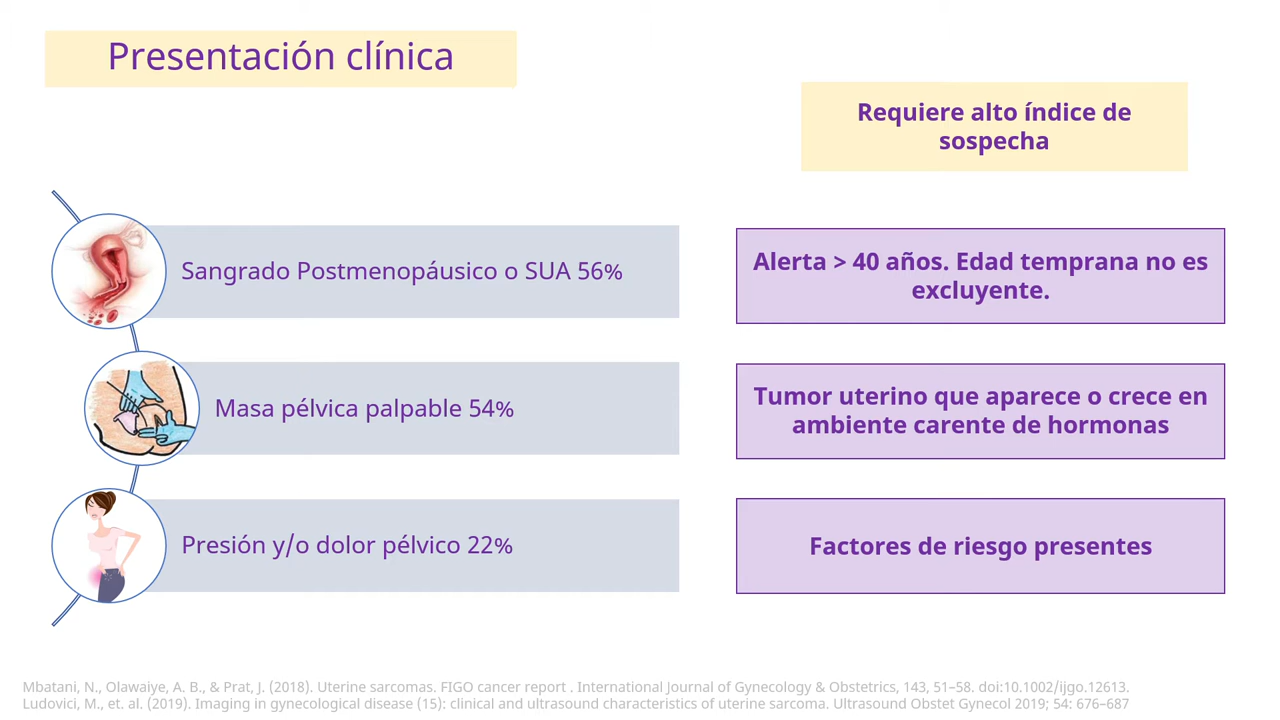 Presentación clínica
Requiere alto índice de
sospecha
Sangrado Postmenopáusico o SUA 56%
Masa pélvica palpable 54%
Presión y/o dolor pélvico 22%
Alerta > 40 años. Edad temprana no es
excluyente.
Tumor uterino que aparece o crece en
ambiente carente de hormonas
Factores de riesgo presentes
Mbatani, N., Olawaiye, A. B., & Prat, J. (2018). Uterine sarcomas. FIGO cancer report . International Journal of Gynecology & Obstetrics, 143, 51–58. doi:10.1002/ijgo.12613.
Ludovici, M., et. al. (2019). Imaging in gynecological disease (15): clinical and ultrasound characteristics of uterine sarcoma. Ultrasound Obstet Gynecol 2019; 54: 676–687